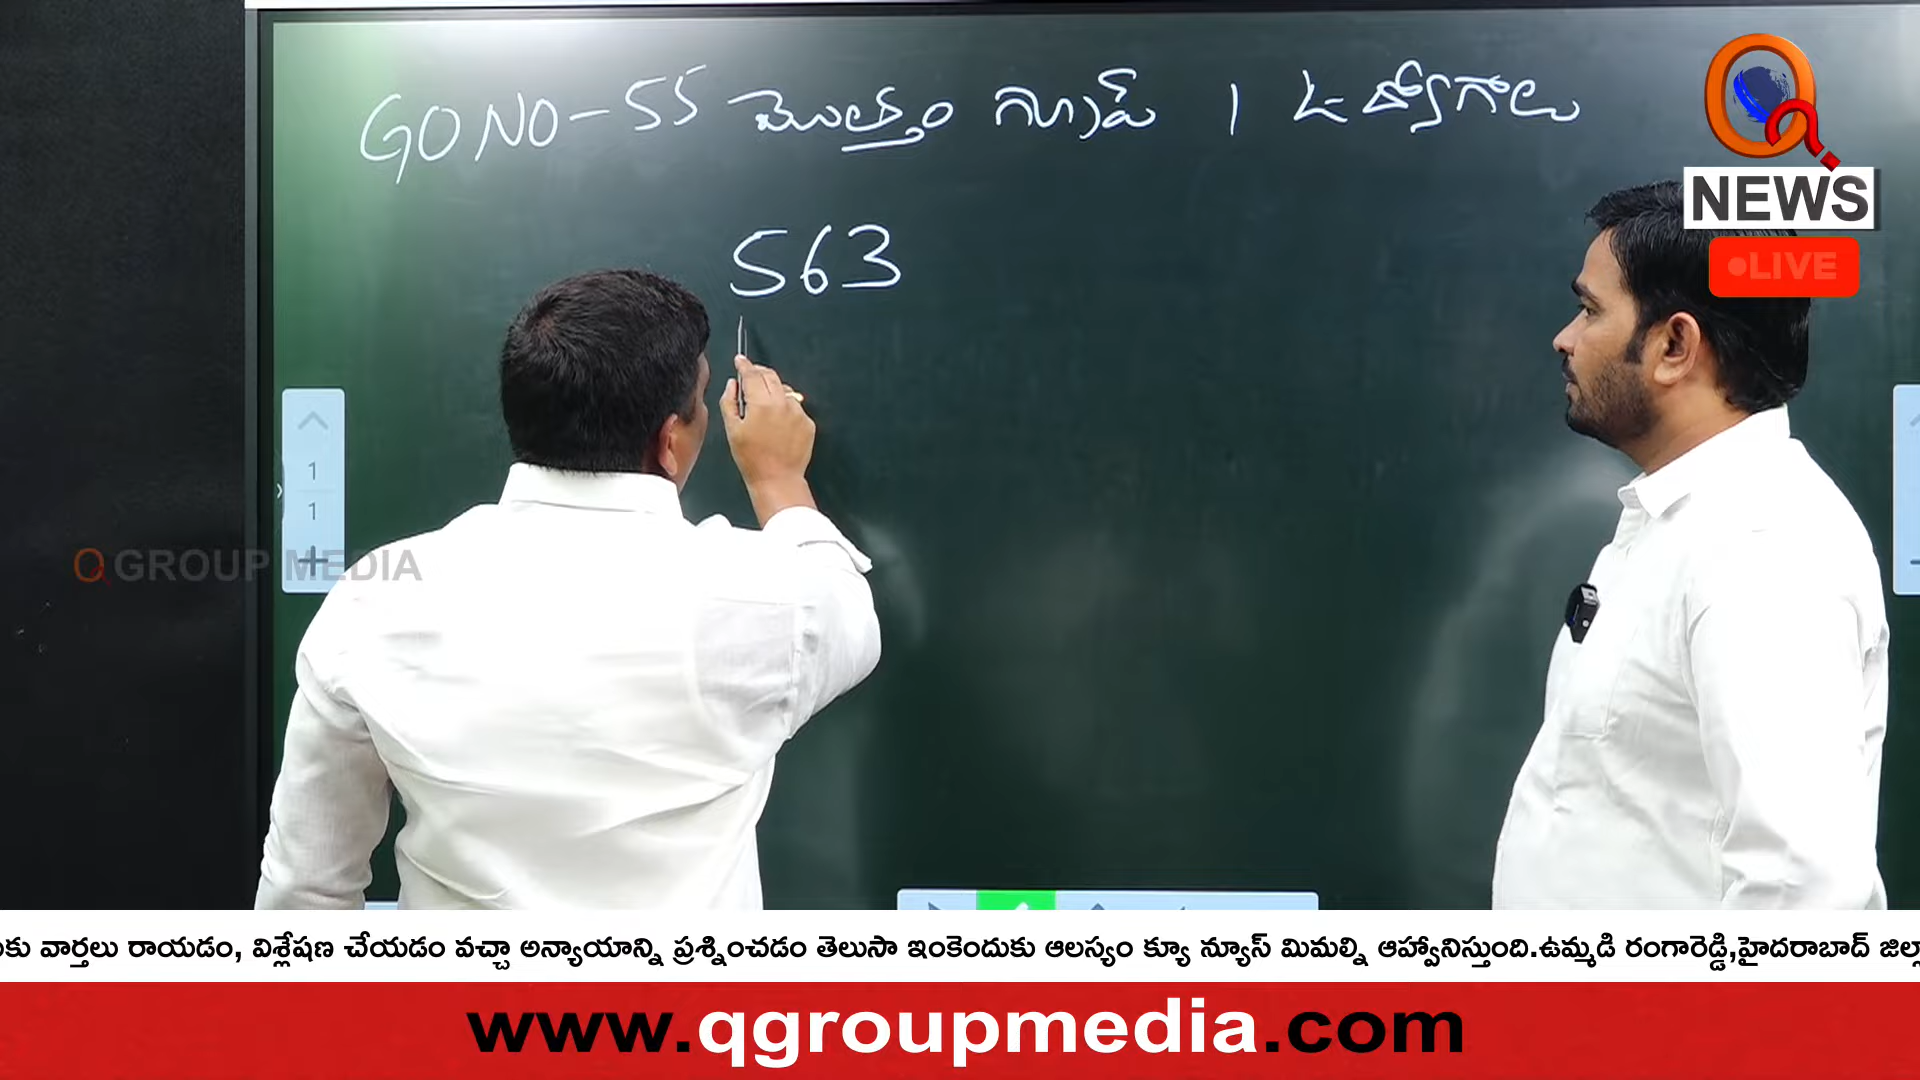 GO NO - 55 మొత్తం గ్రూప్ 1 ఉద్యోగాలు
563
Q
NEWS
LIVE
1
1
Q GROUP MEDIA
కు వార్తలు రాయడం, విశ్లేషణ చేయడం వచ్చా అన్యాయాన్ని ప్రశ్నించడం తెలుసా ఇంకెందుకు ఆలస్యం క్యూ న్యూస్ మిమల్ని ఆహ్వానిస్తుంది.ఉమ్మడి రంగారెడ్డి,హైదరాబాద్
www.qgroupmedia.com